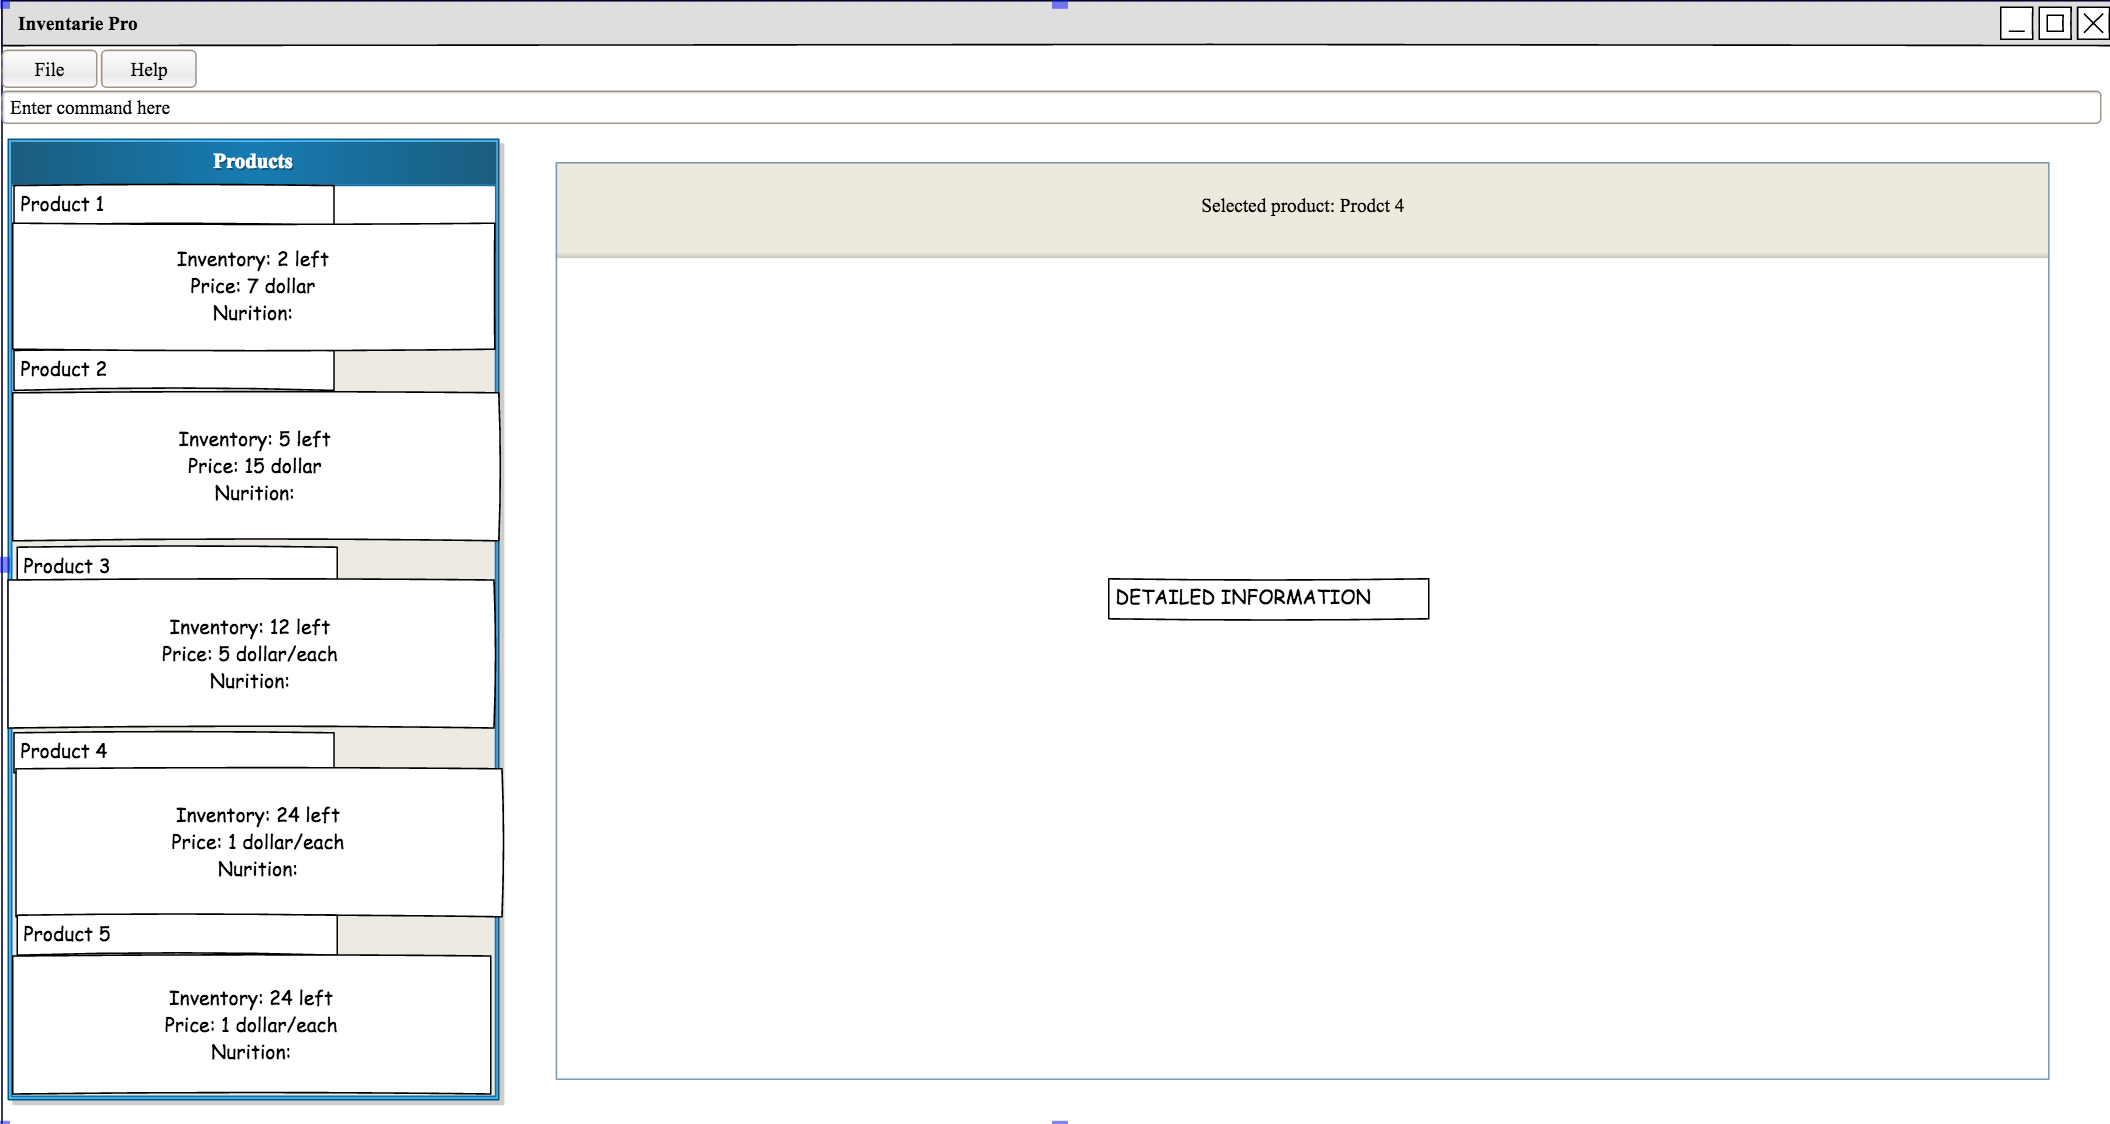 Inventarie Pro
File
Help
Enter command here
Products
Product 1
Inventory: 2 left
Price: 7 dollar
Nurition:
Product 2
Inventory: 5 left
Price: 15 dollar
Nurition:
Product 3
Inventory: 12 left
Price: 5 dollar/each
Nurition:
Product 4
Inventory: 24 left
Price: 1 dollar/each
Nurition:
Product 5
Inventory: 24 left
Price: 1 dollar/each
Nurition:
Selected product: Prodct 4
DETAILED INFORMATION